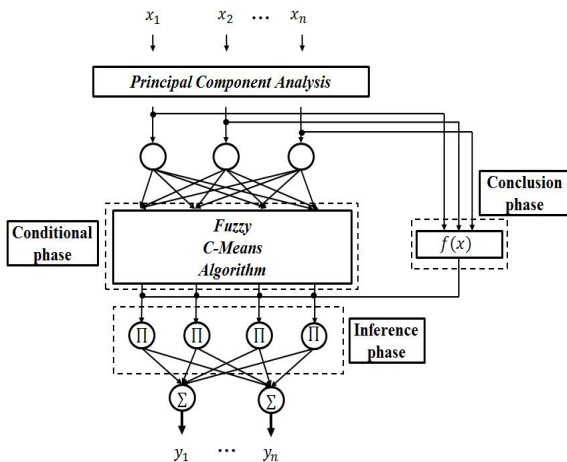 x₁ x₂ ... xₙ
Principal Component Analysis
Conclusion
phase
Conditional
phase
Fuzzy
C-Means
Algorithm
f(x)
∏ ∏ ∏ ∏
Inference
phase
∑ ∑
y₁ ... yₙ